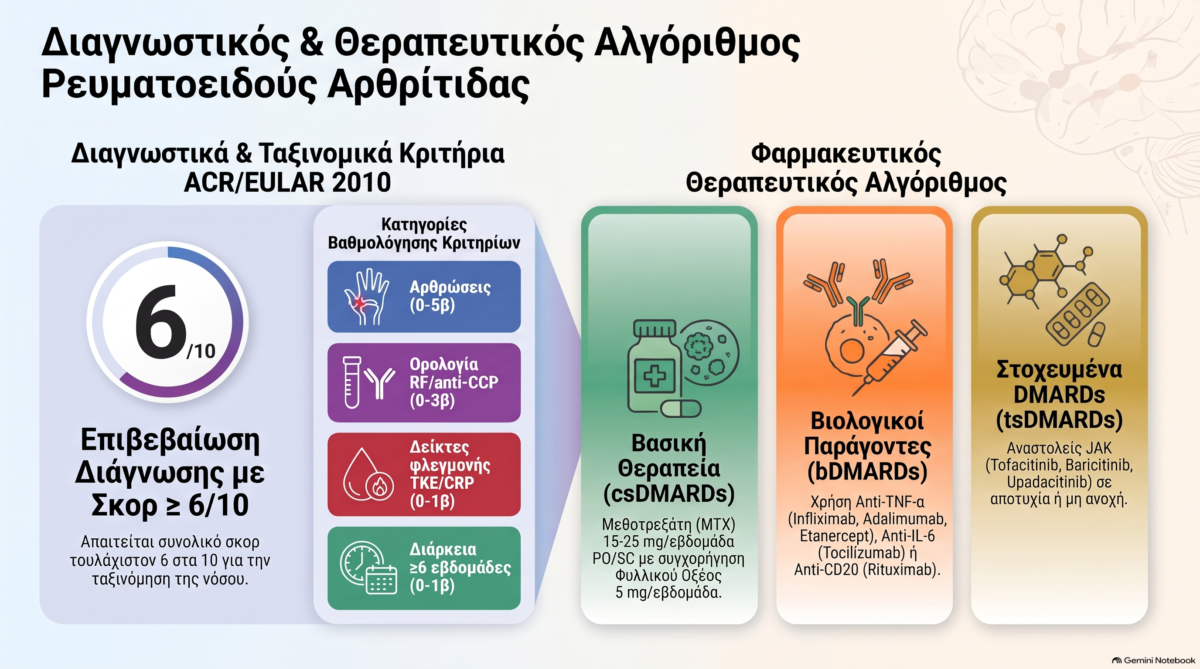 Διαγνωστικός & Θεραπευτικός Αλγόριθμος
Ρευματοειδούς Αρθρίτιδας
Διαγνωστικά & Ταξινομικά Κριτήρια
ACR/EULAR 2010
6/10
Επιβεβαίωση
Διάγνωσης με
Σκορ ≥ 6/10
Απαιτείται συνολικό σκορ
τουλάχιστον 6 στα 10 για την
ταξινόμηση της νόσου.
Κατηγορίες
Βαθμολόγησης Κριτηρίων
Αρθρώσεις
(0-5β)
Ορολογία
RF/anti-CCP
(0-3β)
Δείκτες
φλεγμονής
ΤΚΕ/CRP
(0-1β)
Διάρκεια
≥6 εβδομάδες
(0-1β)
Φαρμακευτικός
Θεραπευτικός Αλγόριθμος
Βασική
Θεραπεία
(csDMARDs)
Μεθοτρεξάτη (MTX)
15-25 mg/εβδομάδα
PO/SC με συγχορήγηση
Φυλλικού Οξέος
5 mg/εβδομάδα.
Βιολογικοί
Παράγοντες
(bDMARDs)
Χρήση Anti-TNF-α
(Infliximab, Adalimumab,
Etanercept), Anti-IL-6
(Tocilizumab) ή
Anti-CD20 (Rituximab).
Στοχευμένα
DMARDs
(tsDMARDs)
Αναστολείς JAK
(Tofacitinib, Baricitinib,
Upadacitinib) σε
αποτυχία ή μη ανοχή.
Gemini Notebook